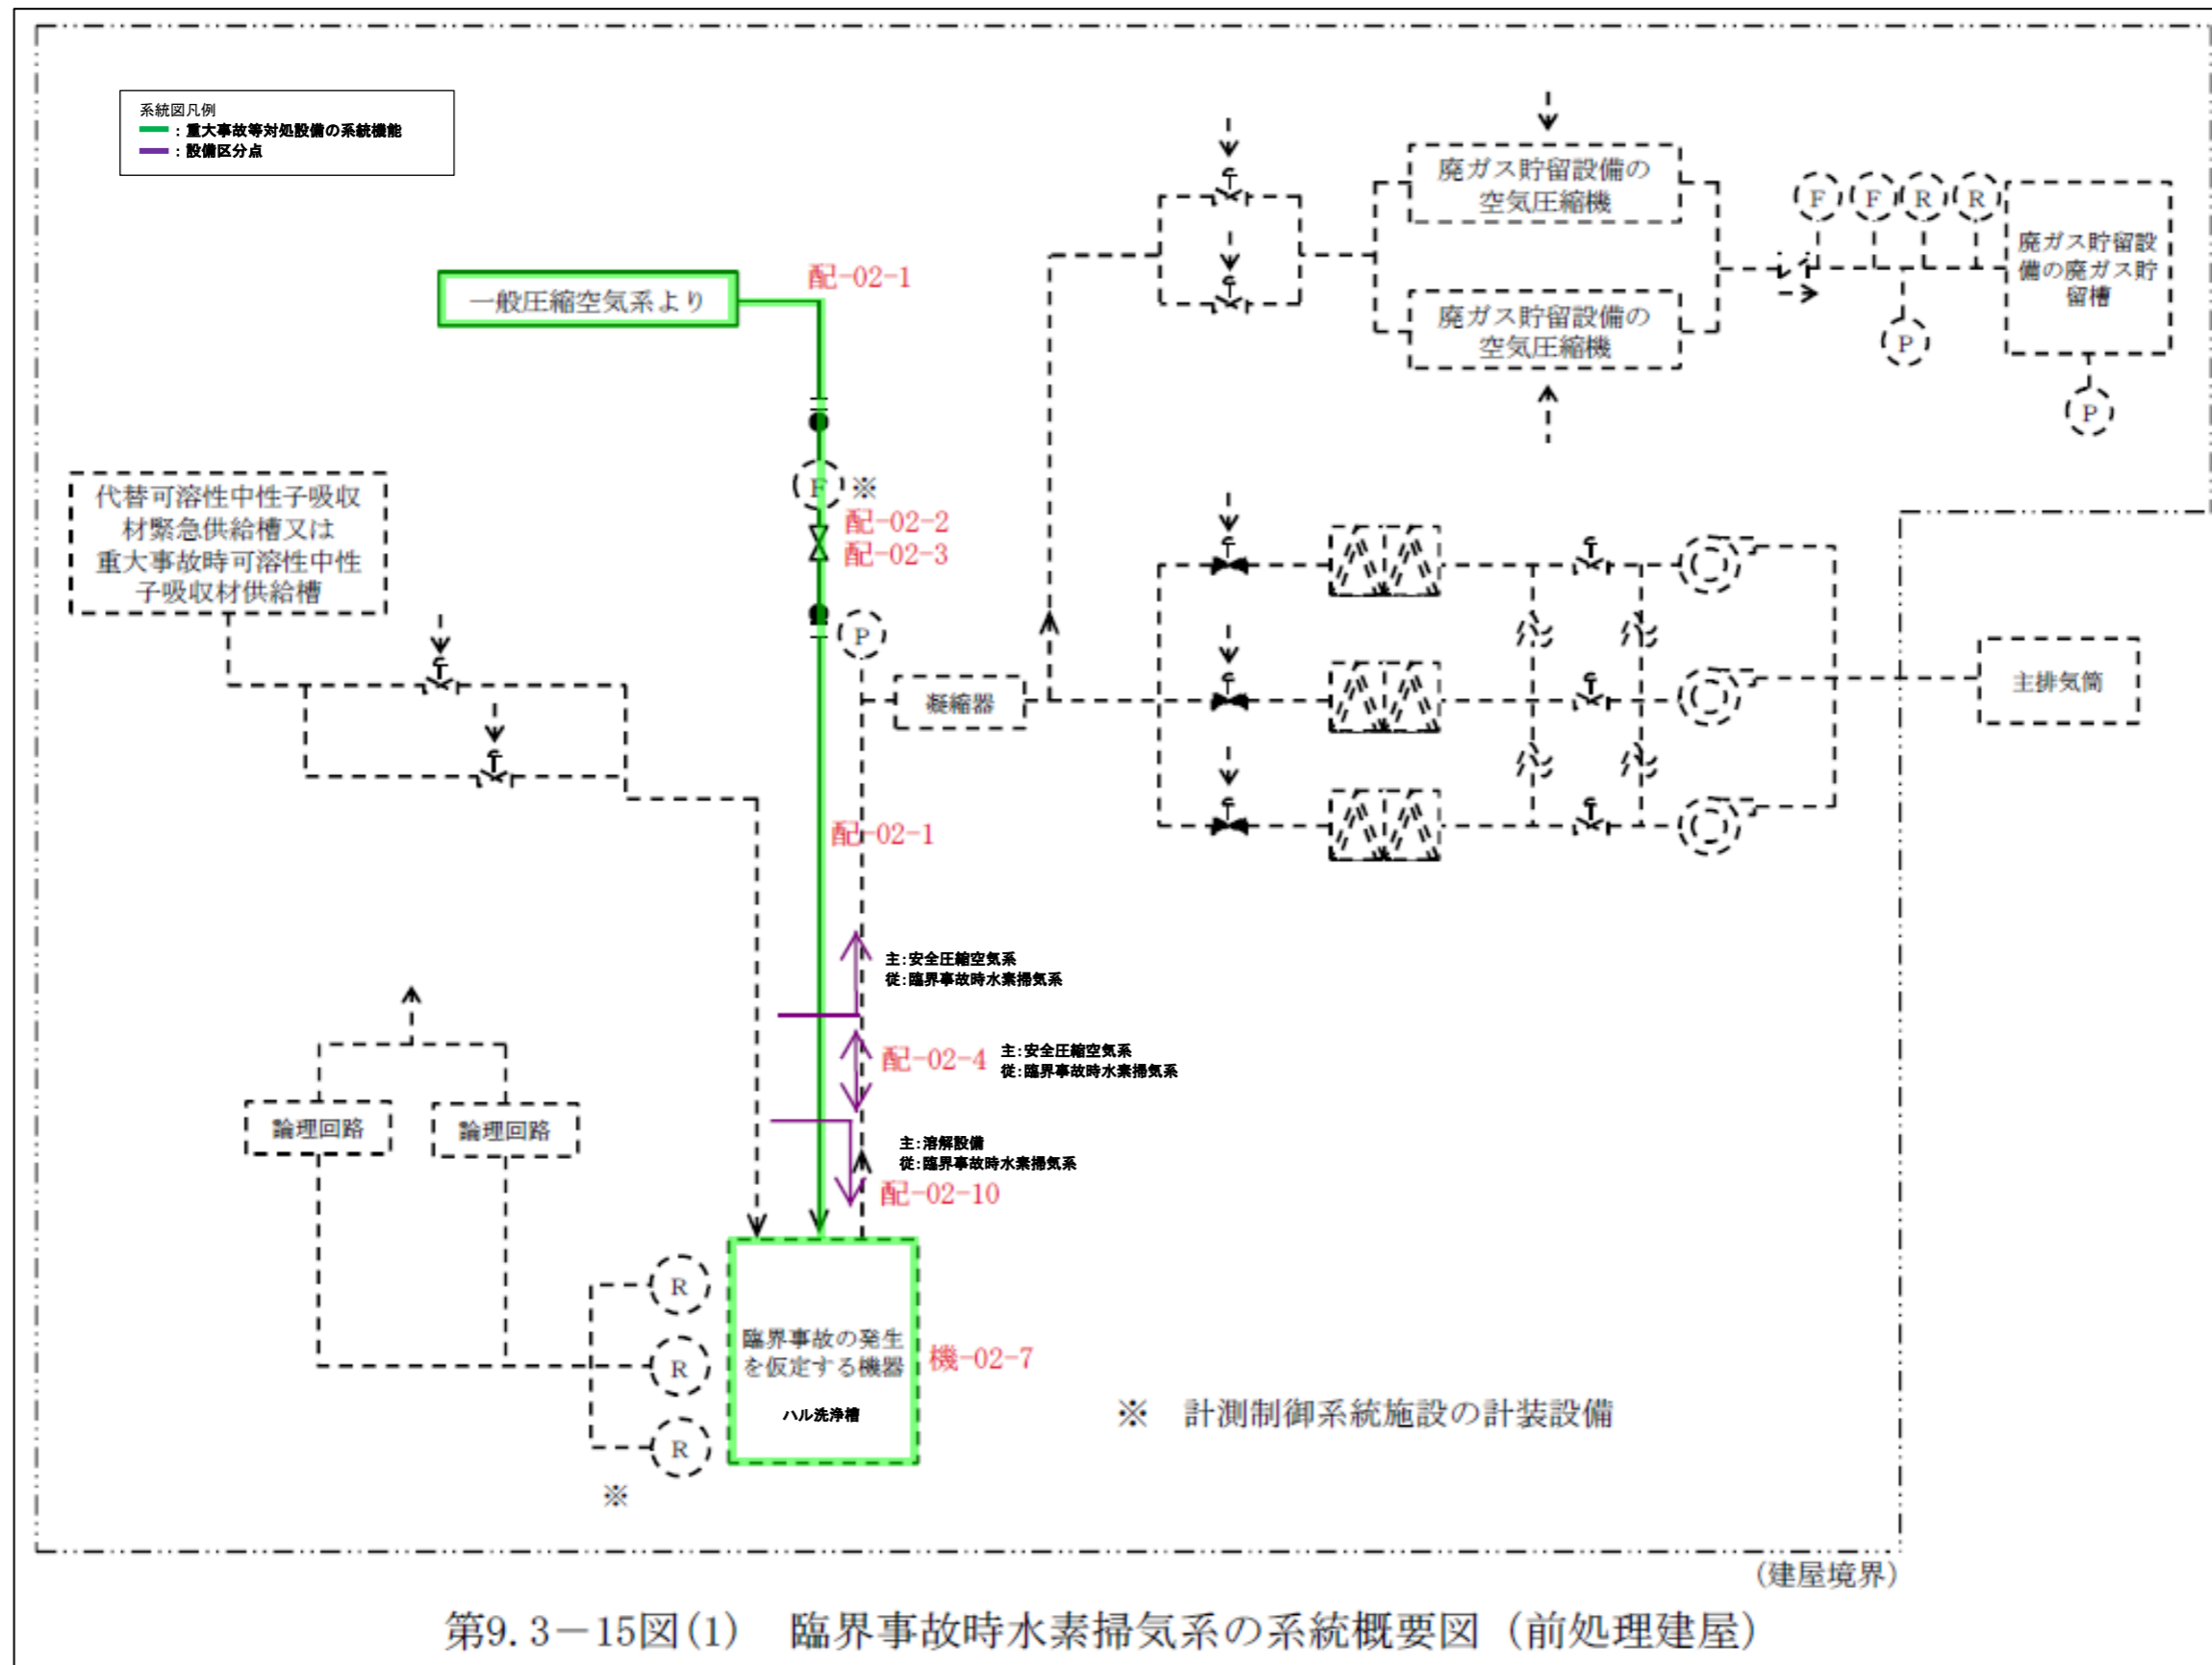 系統図凡例
：重大事故等対処設備の系統機能
：設備区分点
廃ガス貯留設備の
空気圧縮機
廃ガス貯留設備の
空気圧縮機
F
F
R
R
P
廃ガス貯留設
備の廃ガス貯
留槽
P
一般圧縮空気系より
配-02-1
F
※
配-02-2
配-02-3
代替可溶性中性子吸収
材緊急供給槽又は
重大事故時可溶性中性
子吸収材供給槽
P
凝縮器
主排気筒
配-02-1
主：安全圧縮空気系
従：臨界事故時水素掃気系
配-02-4
主：安全圧縮空気系
従：臨界事故時水素掃気系
主：溶解設備
従：臨界事故時水素掃気系
配-02-10
論理回路
論理回路
R
R
R
※
臨界事故の発生
を仮定する機器
ハル洗浄槽
機-02-7
※　計測制御系統施設の計装設備
（建屋境界）
第9.3－15図(1)　臨界事故時水素掃気系の系統概要図（前処理建屋）